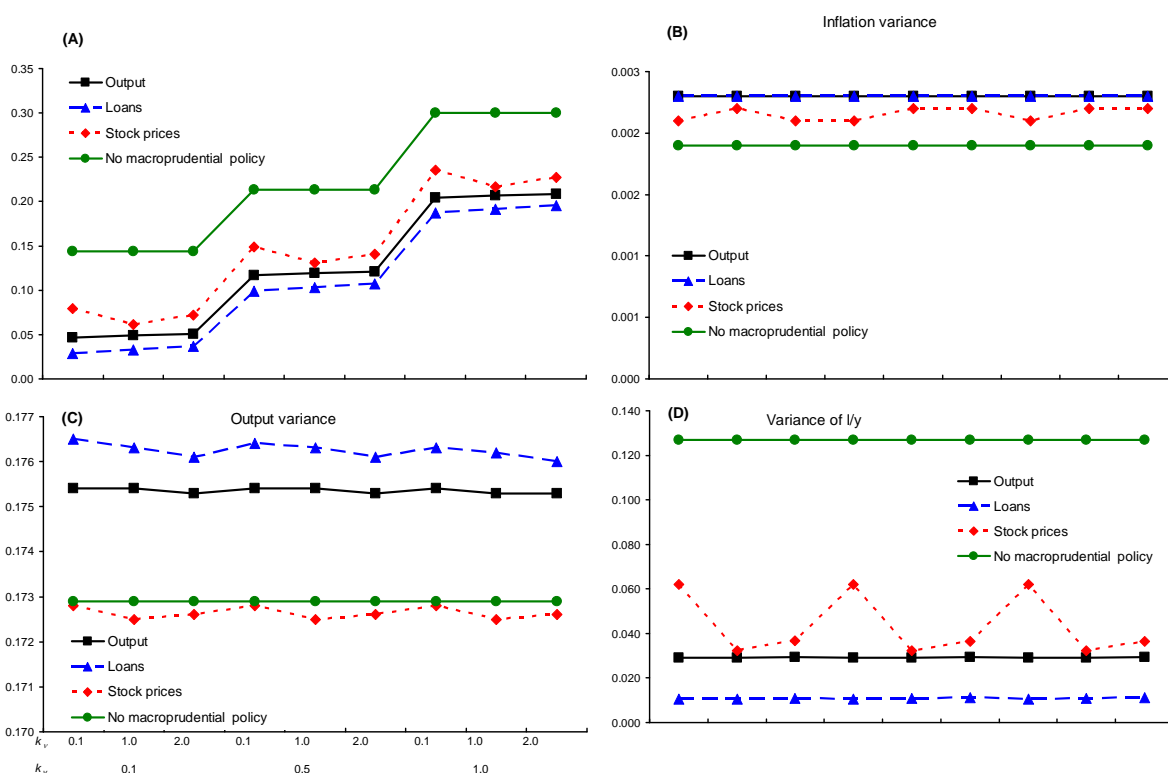 (A)
0.35
0.30
0.25
0.20
0.15
0.10
0.05
0.00
Output
Loans
Stock prices
No macroprudential policy
(B)
Inflation variance
0.003
0.002
0.002
0.001
0.001
0.000
Output
Loans
Stock prices
No macroprudential policy
(C)
Output variance
0.177
0.176
0.175
0.174
0.173
0.172
0.171
0.170
Output
Loans
Stock prices
No macroprudential policy
k_v 0.1 1.0 2.0 0.1 1.0 2.0 0.1 1.0 2.0
k_v 0.1 0.5 1.0
(D)
Variance of l/y
0.140
0.120
0.100
0.080
0.060
0.040
0.020
0.000
Output
Loans
Stock prices
No macroprudential policy